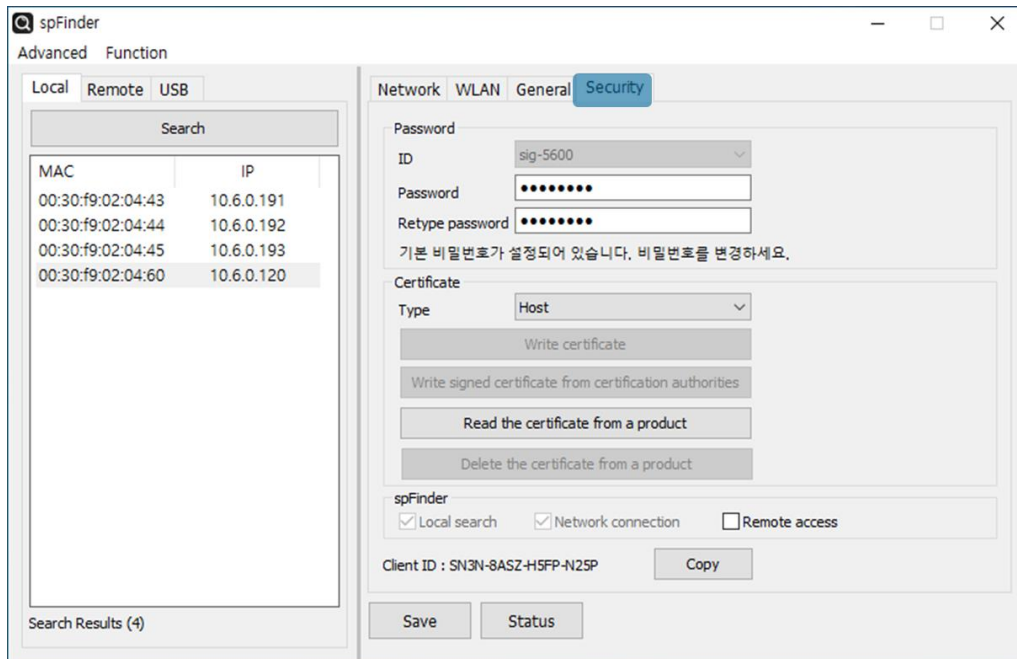 spFinder
Advanced Function
Local Remote USB
Search
MAC IP
00:30:f9:02:04:43 10.6.0.191
00:30:f9:02:04:44 10.6.0.192
00:30:f9:02:04:45 10.6.0.193
00:30:f9:02:04:60 10.6.0.120
Search Results (4)
Network WLAN General Security
Password
ID sig-5600
Password ●●●●●●●●
Retype password ●●●●●●●●
기본 비밀번호가 설정되어 있습니다. 비밀번호를 변경하세요.
Certificate
Type Host
Write certificate
Write signed certificate from certification authorities
Read the certificate from a product
Delete the certificate from a product
spFinder
Local search Network connection Remote access
Client ID : SN3N-8ASZ-H5FP-N25P Copy
Save Status